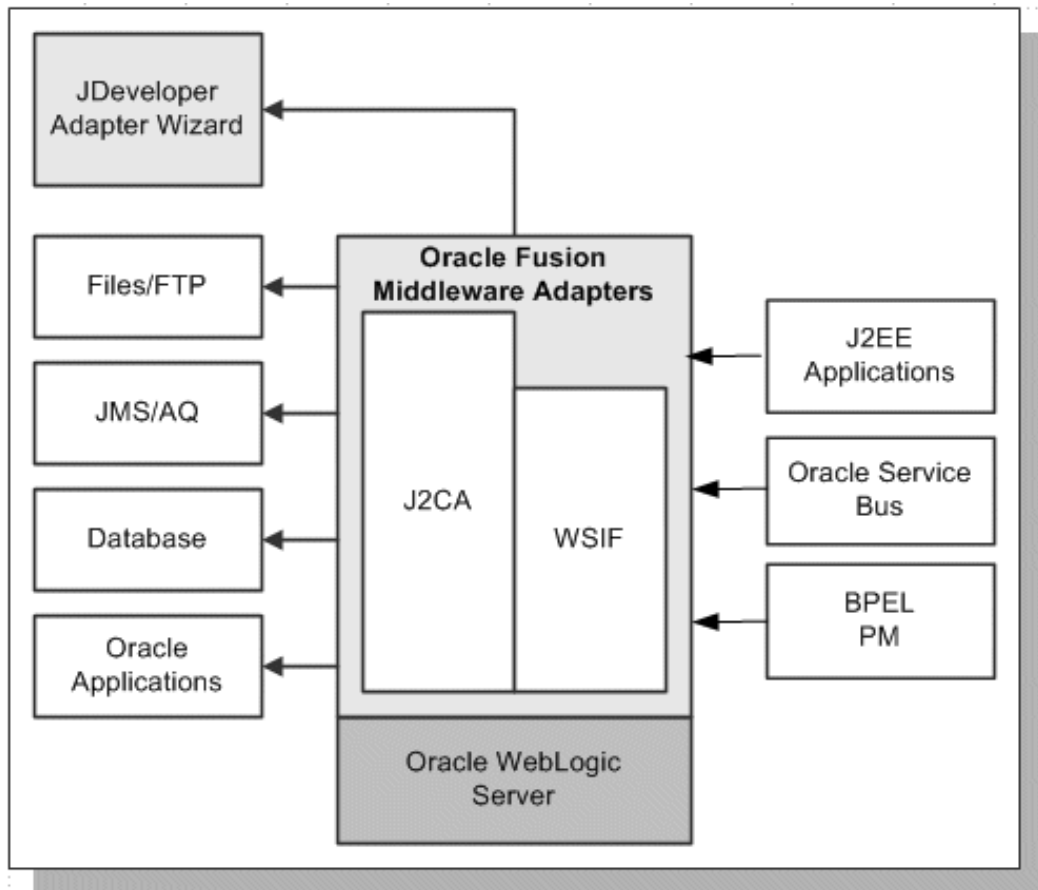 JDeveloper
Adapter Wizard
Files/FTP
JMS/AQ
Database
Oracle
Applications
Oracle Fusion
Middleware Adapters
J2CA
WSIF
Oracle WebLogic
Server
J2EE
Applications
Oracle Service
Bus
BPEL
PM